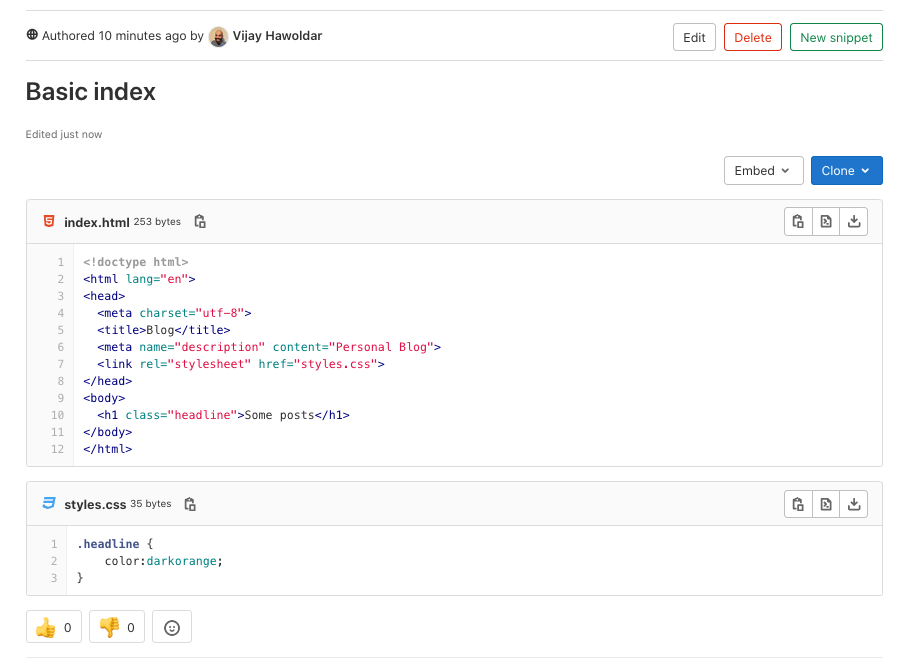 Authored 10 minutes ago by Vijay Hawoldar
Edit Delete New snippet
Basic index
Edited just now
Embed Clone
index.html 253 bytes
1 <!doctype html>
2 <html lang="en">
3 <head>
4   <meta charset="utf-8">
5   <title>Blog</title>
6   <meta name="description" content="Personal Blog">
7   <link rel="stylesheet" href="styles.css">
8 </head>
9 <body>
10   <h1 class="headline">Some posts</h1>
11 </body>
12 </html>
styles.css 35 bytes
1 .headline {
2     color:darkorange;
3 }
0 0